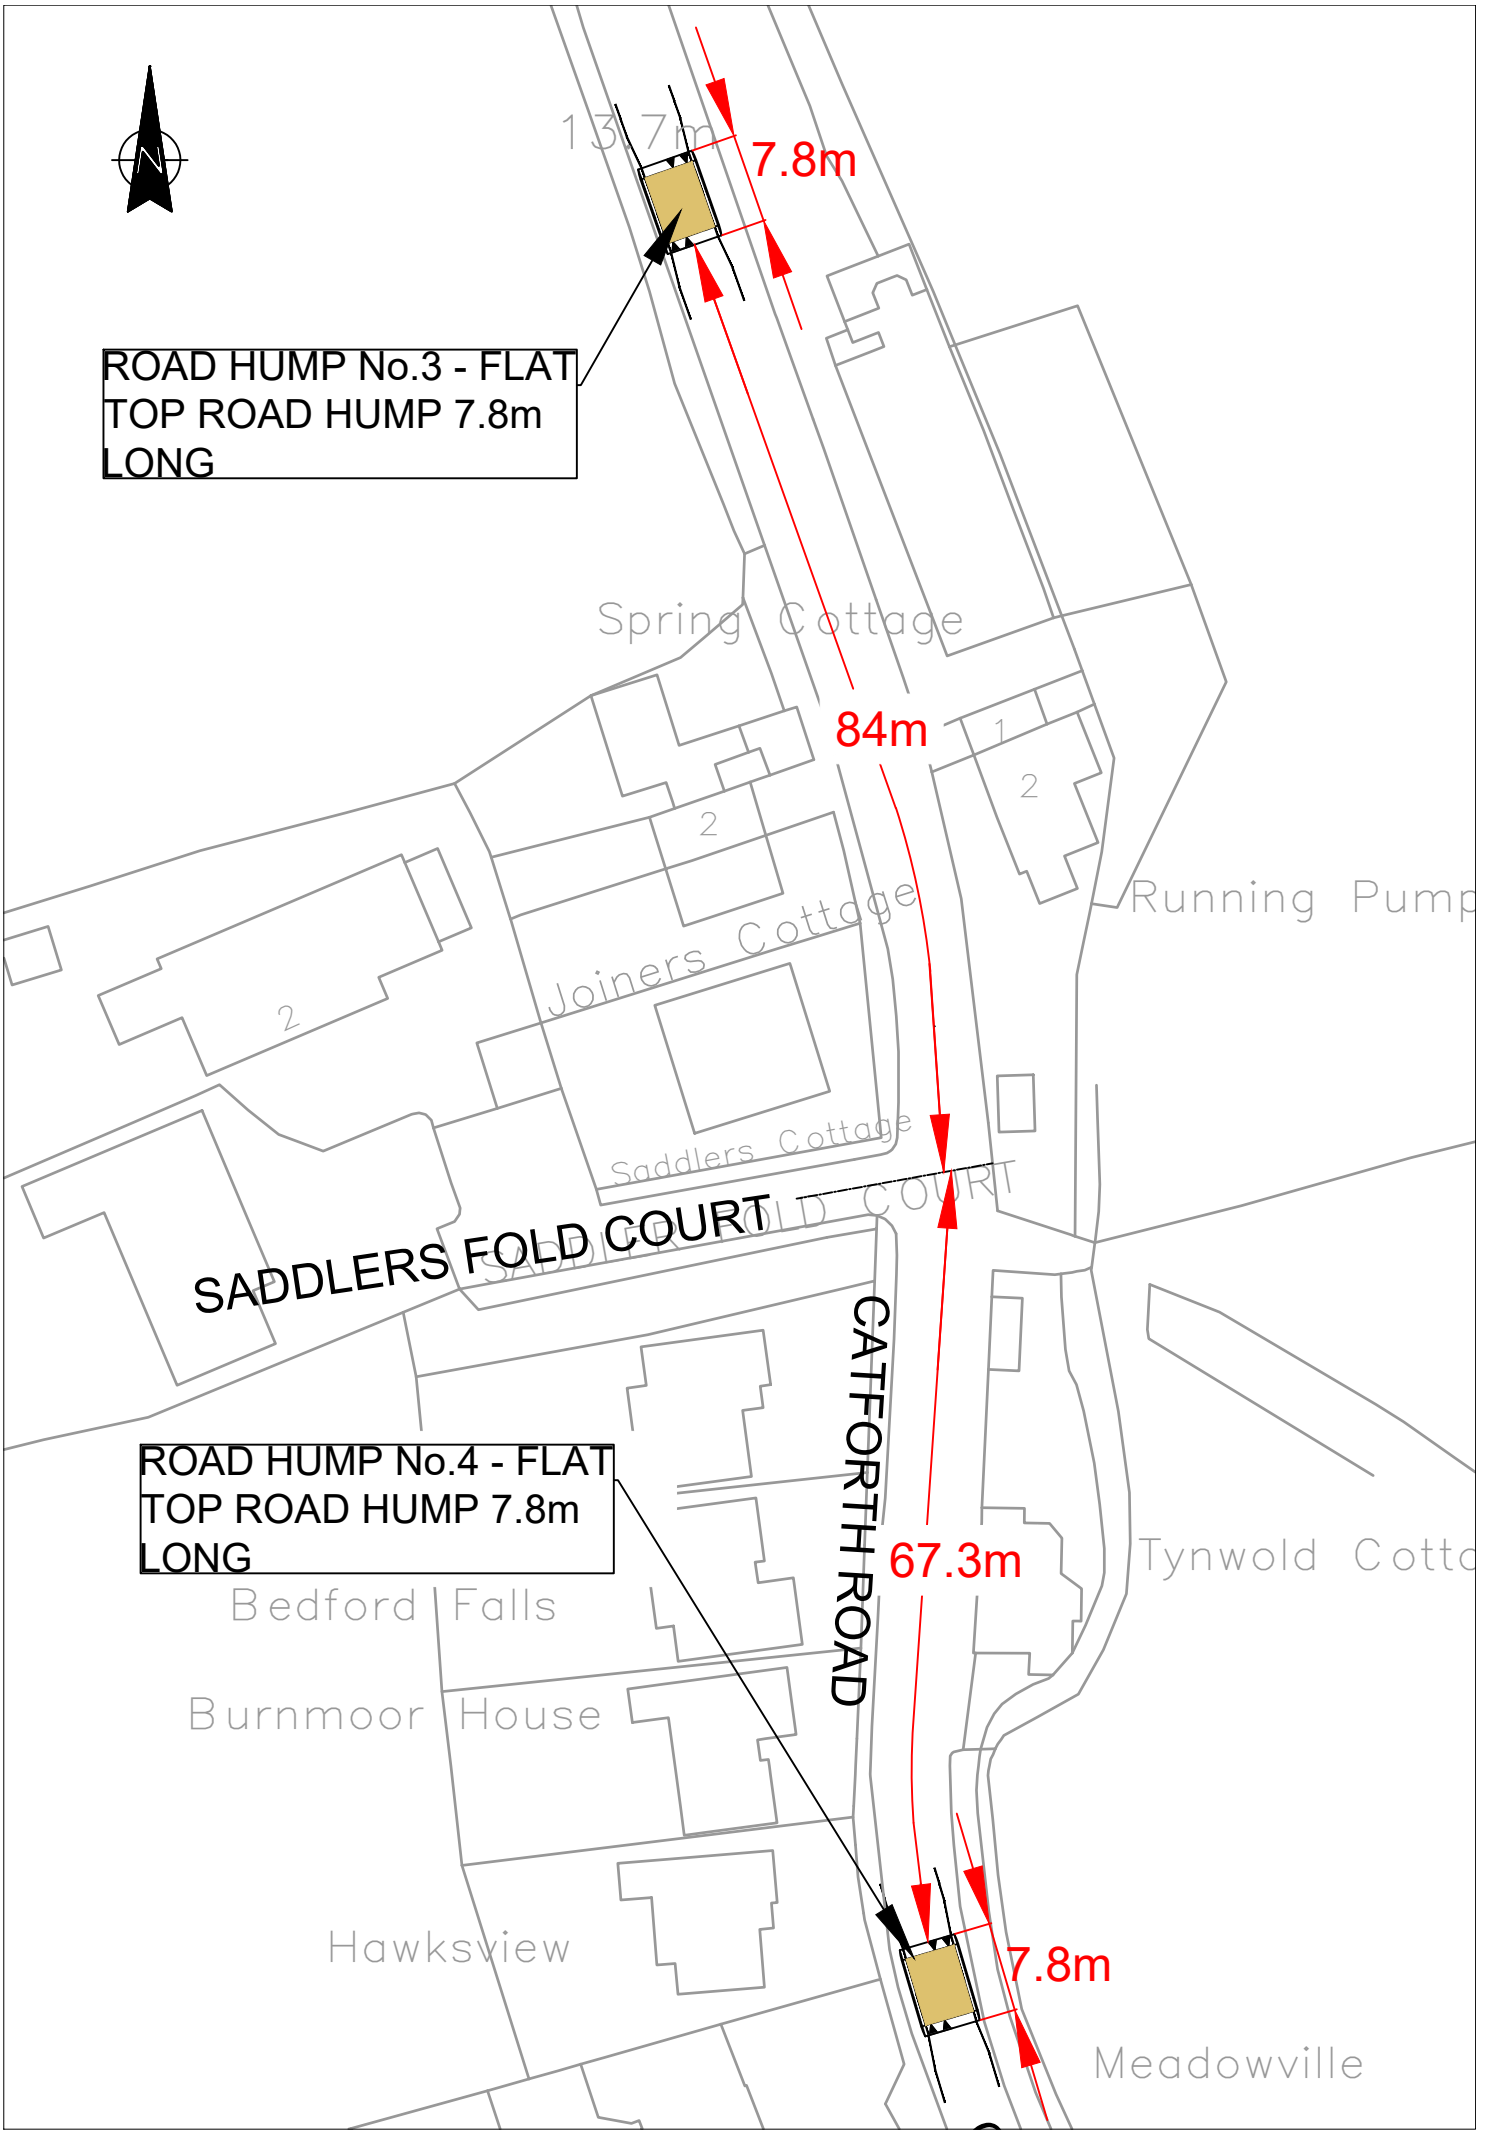 13.7m
7.8m
N
ROAD HUMP No.3 - FLAT
TOP ROAD HUMP 7.8m
LONG
Spring Cottage
84m
1
2
2
Running Pump
Joiners Cottage
2
Saddlers Cottage
SADDLERS FOLD COURT
SADDLER FOLD COURT
CATFORTH ROAD
ROAD HUMP No.4 - FLAT
TOP ROAD HUMP 7.8m
LONG
67.3m
Tynwold
Bedford Falls
Burnmoor House
Hawksview
7.8m
Meadowville